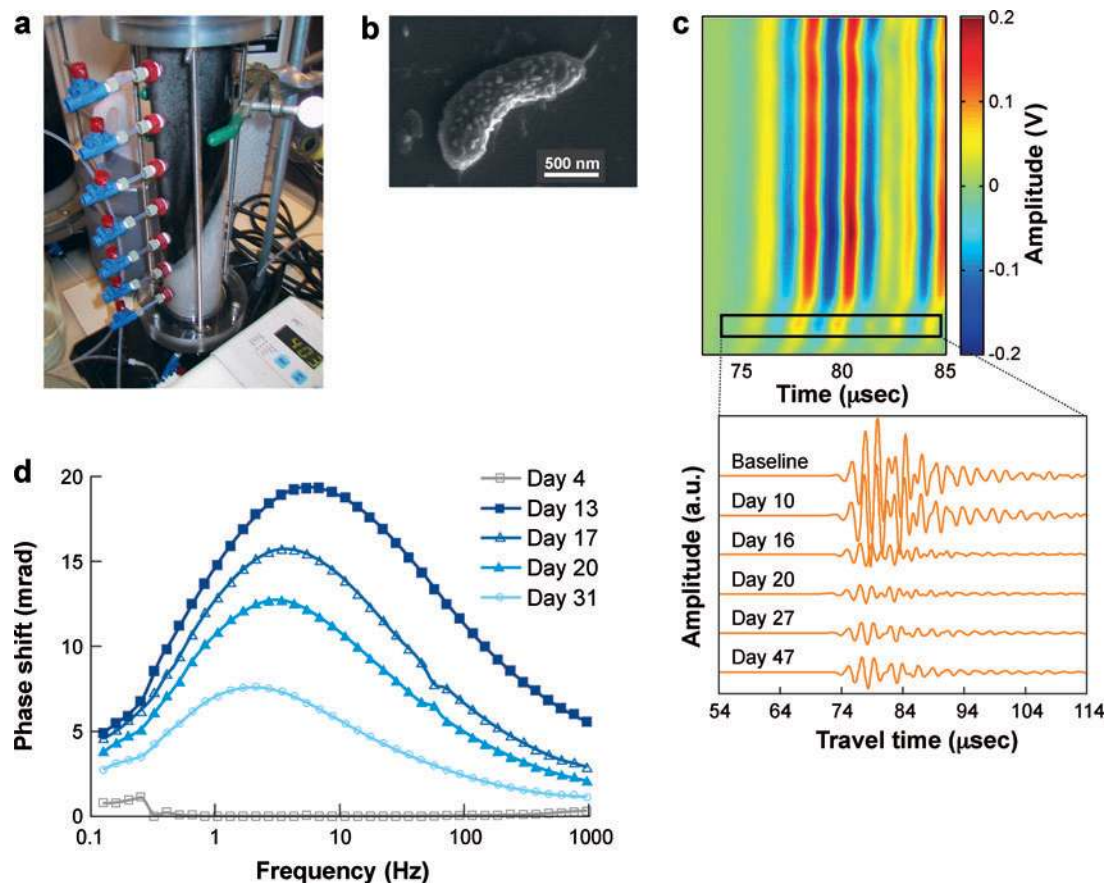 a
403
b
500 nm
c
0.2
0.1
0
-0.1
-0.2
Amplitude (V)
75 80 85
Time (μsec)
Baseline
Day 10
Day 16
Day 20
Day 27
Day 47
Amplitude (a.u.)
54 64 74 84 94 104 114
Travel time (μsec)
d
20
15
10
5
0
Phase shift (mrad)
Day 4
Day 13
Day 17
Day 20
Day 31
0.1 1 10 100 1000
Frequency (Hz)